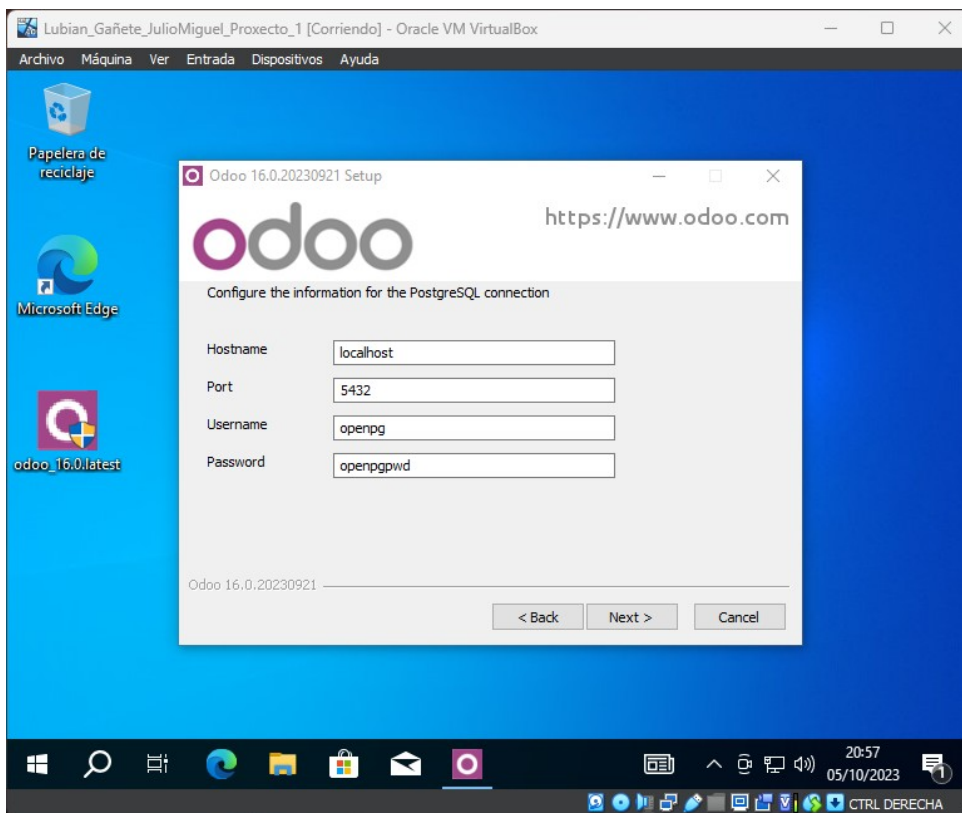 Lubian_Gañete_JulioMiguel_Proxecto_1 [Corriendo] - Oracle VM VirtualBox
Archivo Máquina Ver Entrada Dispositivos Ayuda
Papelera de
reciclaje
Microsoft Edge
odoo_16.0.latest
Odoo 16.0.20230921 Setup
odoo
https://www.odoo.com
Configure the information for the PostgreSQL connection
Hostname localhost
Port 5432
Username openpg
Password openpgpwd
Odoo 16.0.20230921
< Back Next > Cancel
20:57
05/10/2023
1
CTRL DERECHA